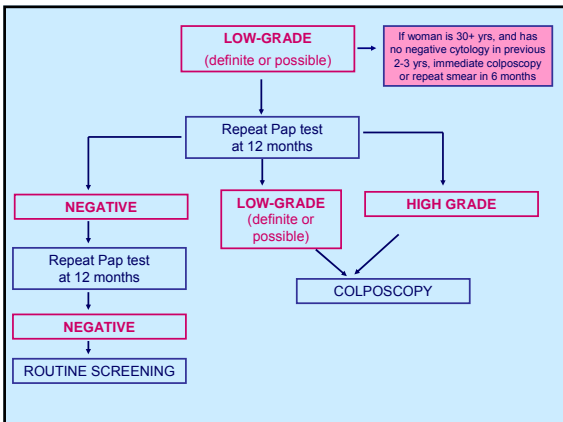 LOW-GRADE
(definite or possible)
If woman is 30+ yrs, and has
no negative cytology in previous
2-3 yrs, immediate colposcopy
or repeat smear in 6 months
Repeat Pap test
at 12 months
NEGATIVE
LOW-GRADE
(definite or
possible)
HIGH GRADE
Repeat Pap test
at 12 months
COLPOSCOPY
NEGATIVE
ROUTINE SCREENING